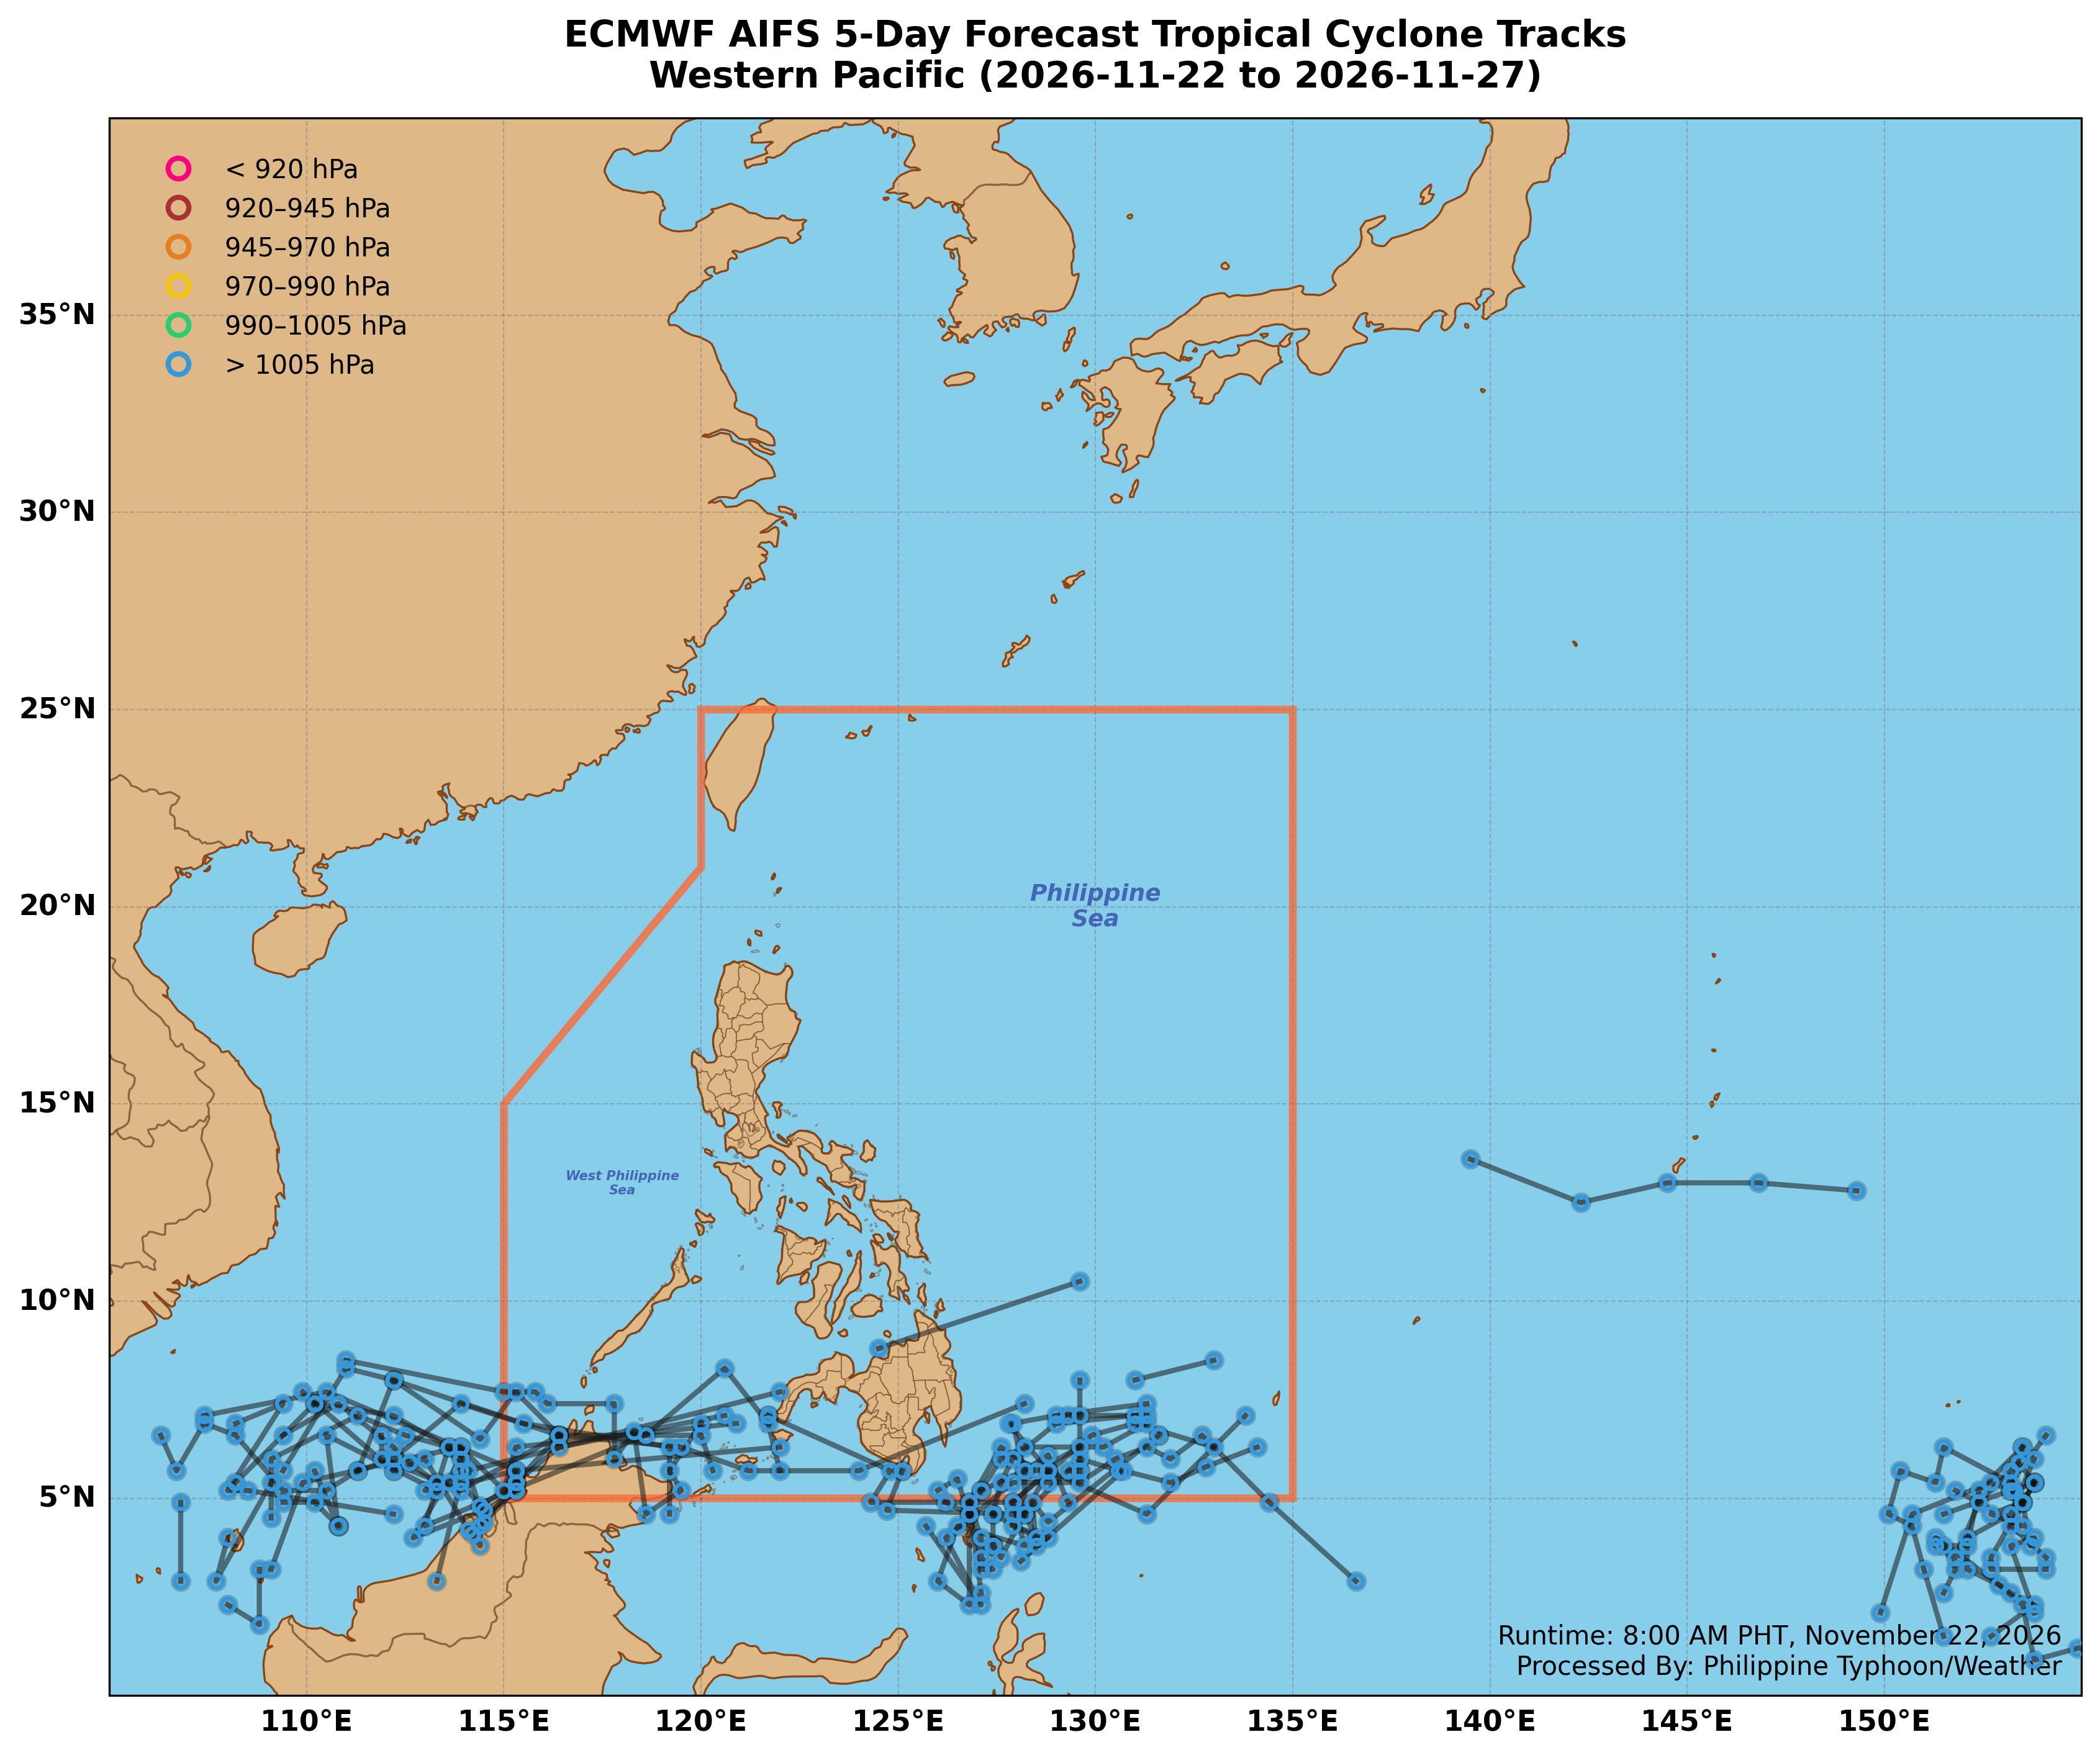 ECMWF AIFS 5-Day Forecast Tropical Cyclone Tracks
Western Pacific (2026-11-22 to 2026-11-27)
< 920 hPa
920–945 hPa
945–970 hPa
970–990 hPa
990–1005 hPa
> 1005 hPa
35°N
30°N
25°N
20°N
15°N
10°N
5°N
Philippine
Sea
West Philippine
Sea
Runtime: 8:00 AM PHT, November 22, 2026
Processed By: Philippine Typhoon/Weather
110°E
115°E
120°E
125°E
130°E
135°E
140°E
145°E
150°E